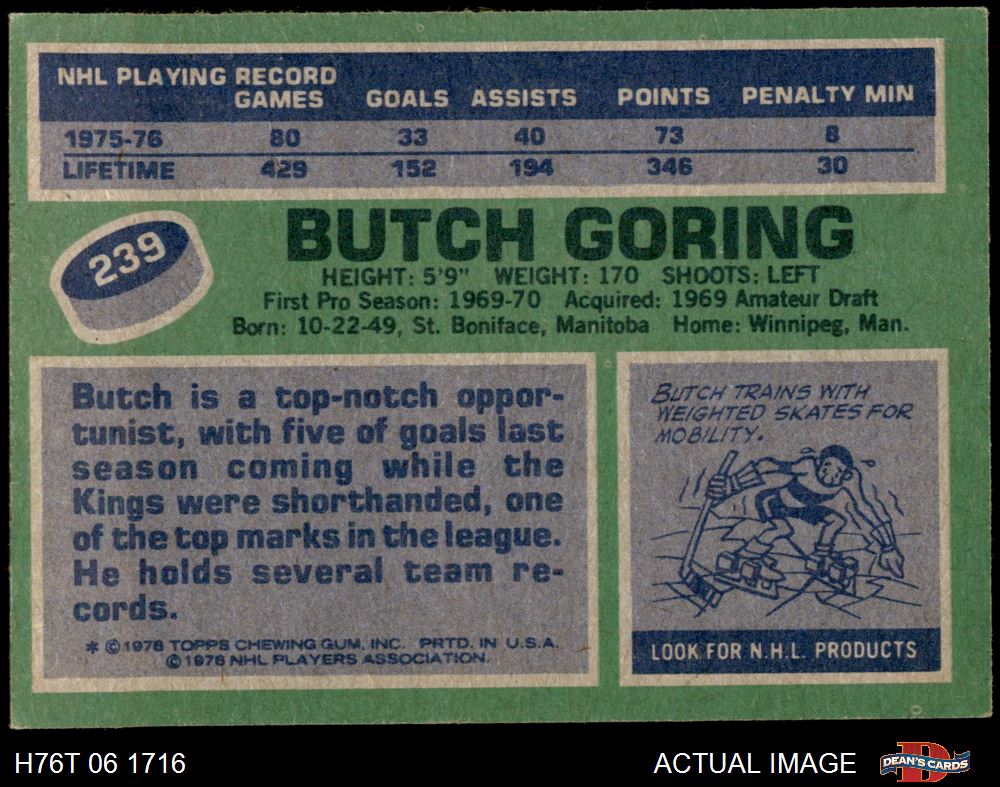 NHL PLAYING RECORD
GAMES GOALS ASSISTS POINTS PENALTY MIN
1975-76 80 33 40 73 8
LIFETIME 429 152 194 346 30
239
BUTCH GORING
HEIGHT: 5'9" WEIGHT: 170 SHOOTS: LEFT
First Pro Season: 1969-70 Acquired: 1969 Amateur Draft
Born: 10-22-49, St. Boniface, Manitoba Home: Winnipeg, Man.
Butch is a top-notch oppor-
tunist, with five of goals last
season coming while the
Kings were shorthanded, one
of the top marks in the league.
He holds several team re-
cords.
* © 1976 TOPPS CHEWING GUM, INC. PRTD. IN U.S.A.
© 1976 NHL PLAYERS ASSOCIATION.
BUTCH TRAINS WITH
WEIGHTED SKATES FOR
MOBILITY.
LOOK FOR N.H.L. PRODUCTS
H76T 06 1716
ACTUAL IMAGE
DEAN'S CARDS